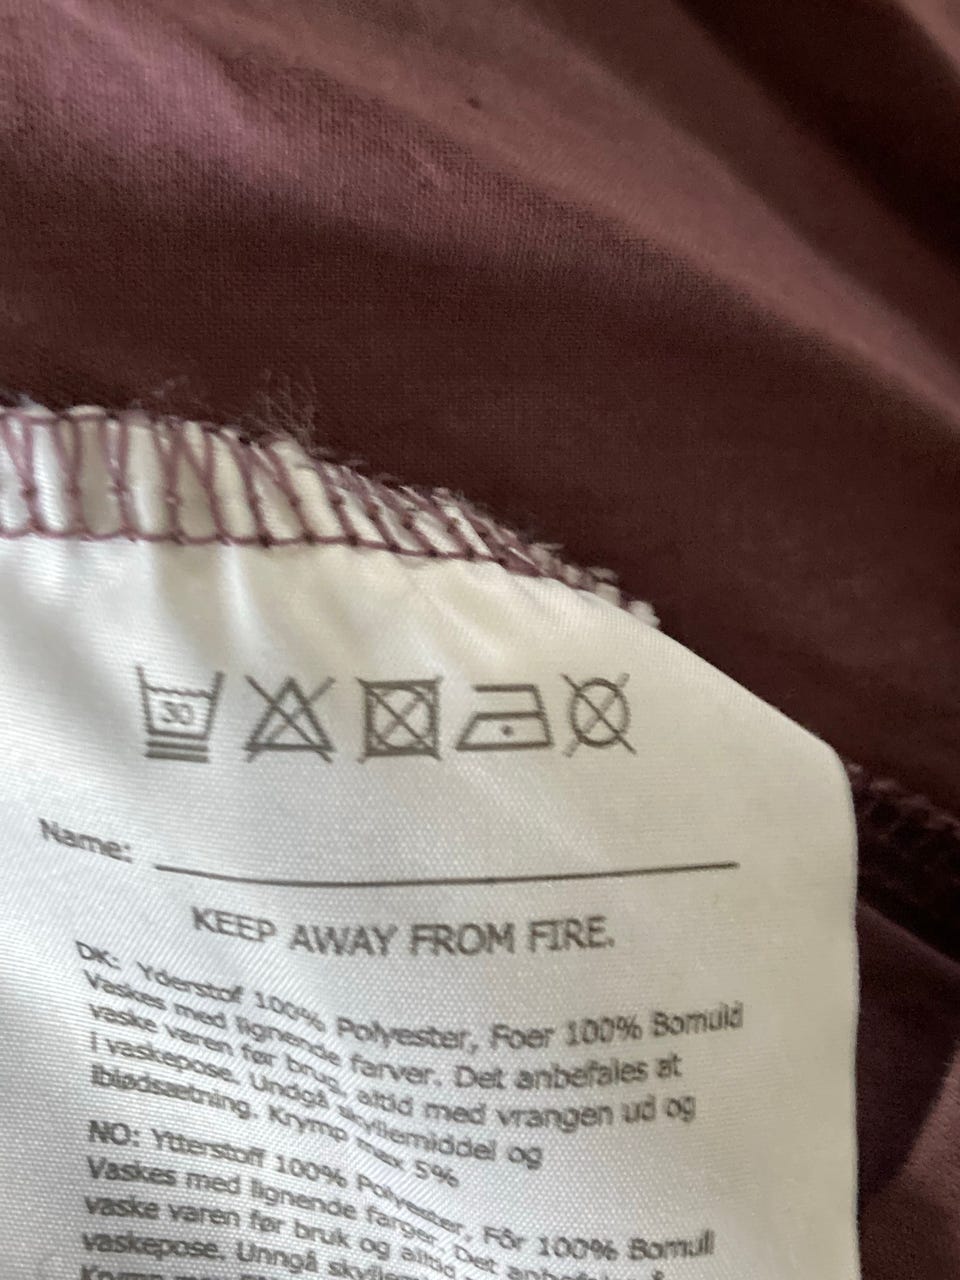 30
Name:
KEEP AWAY FROM FIRE.
DK: Yderstof 100% Polyester, Foer 100% Bomuld
Vaskes med lignende farver. Det anbefales at
vaske varen før brug, altid med vrangen ud og
i vaskepose. Undgå skyllemiddel og
iblødsætning. Krymp max 5%
NO: Ytterstoff 100% Polyester, Fôr 100% Bomull
Vaskes med lignende farger. Det
vaske varen før bruk og alltid
vaskepose. Unngå